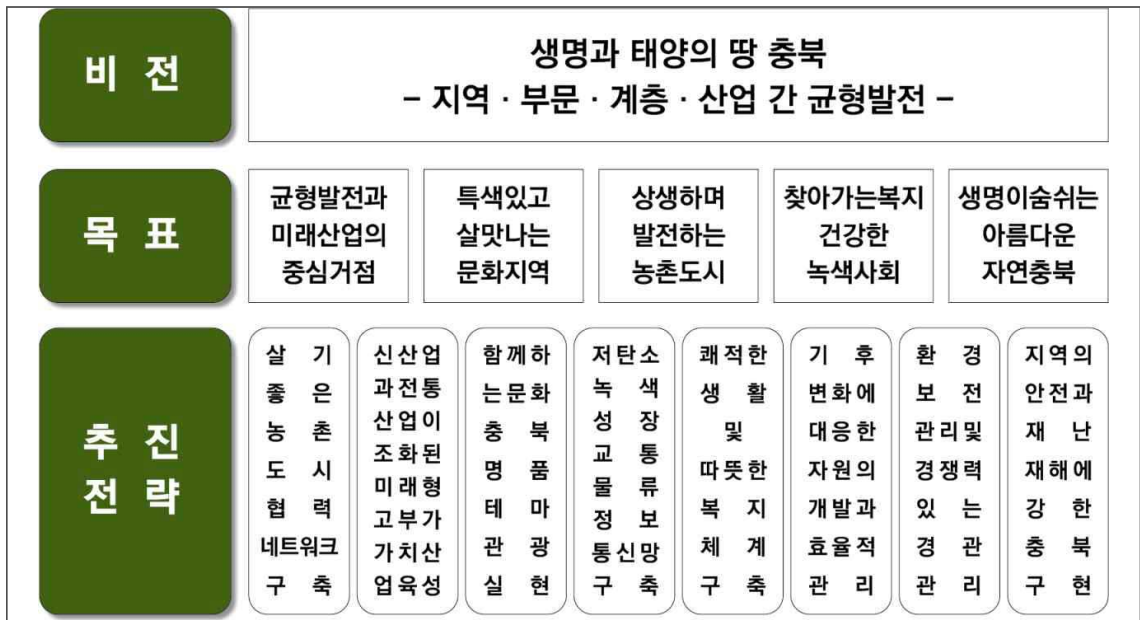 비 전
생명과 태양의 땅 충북
– 지역 · 부문 · 계층 · 산업 간 균형발전 –
목 표
균형발전과
미래산업의
중심거점
특색있고
살맛나는
문화지역
상생하며
발전하는
농촌도시
찾아가는복지
건강한
녹색사회
생명이숨쉬는
아름다운
자연충북
추 진
전 략
살 기
좋 은
농 촌
도 시
협 력
네트워크
구 축
신산업
과전통
산업이
조화된
미래형
고부가
가치산
업육성
함께하
는문화
충 북
명 품
테 마
관 광
실 현
저탄소
녹 색
성 장
교 통
물 류
정 보
통신망
구 축
쾌적한
생 활
및
따뜻한
복 지
체 계
구 축
기 후
변화에
대응한
자원의
개발과
효율적
관 리
환 경
보 전
관리및
경쟁력
있 는
경 관
관 리
지역의
안전과
재 난
재해에
강 한
충 북
구 현